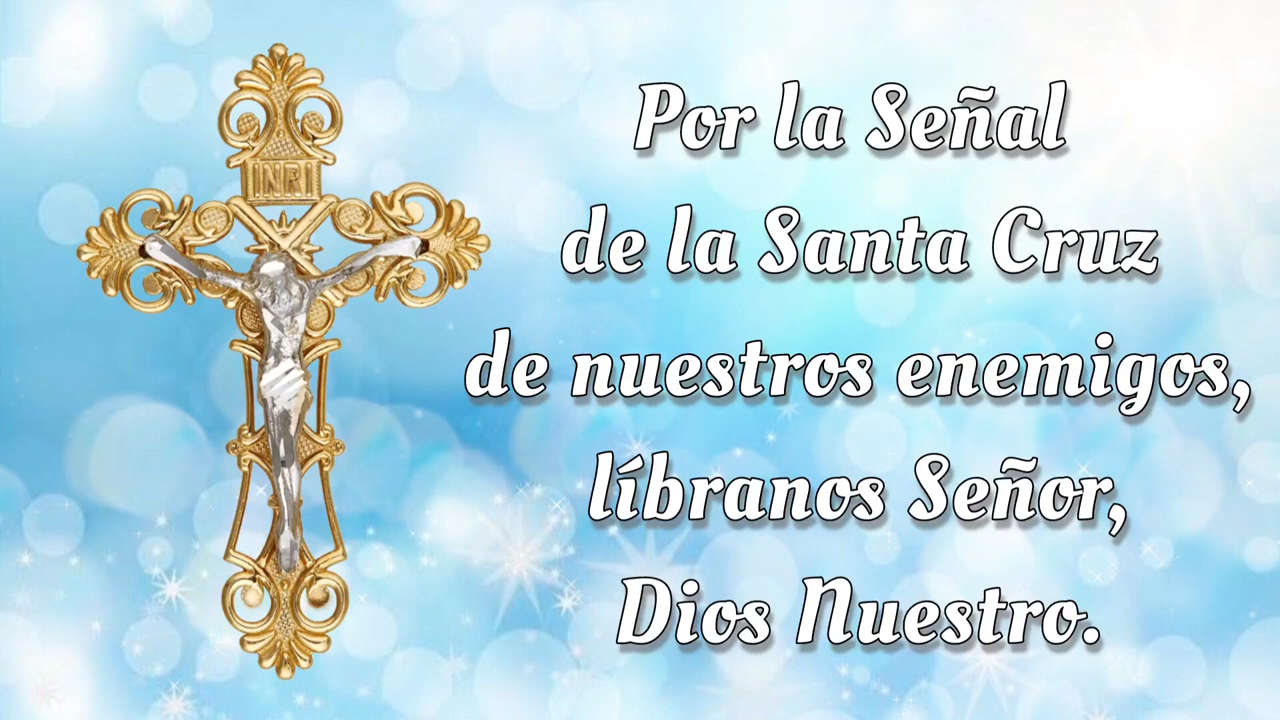 INRI
Por la Señal
de la Santa Cruz
de nuestros enemigos,
líbranos Señor,
Dios Nuestro.